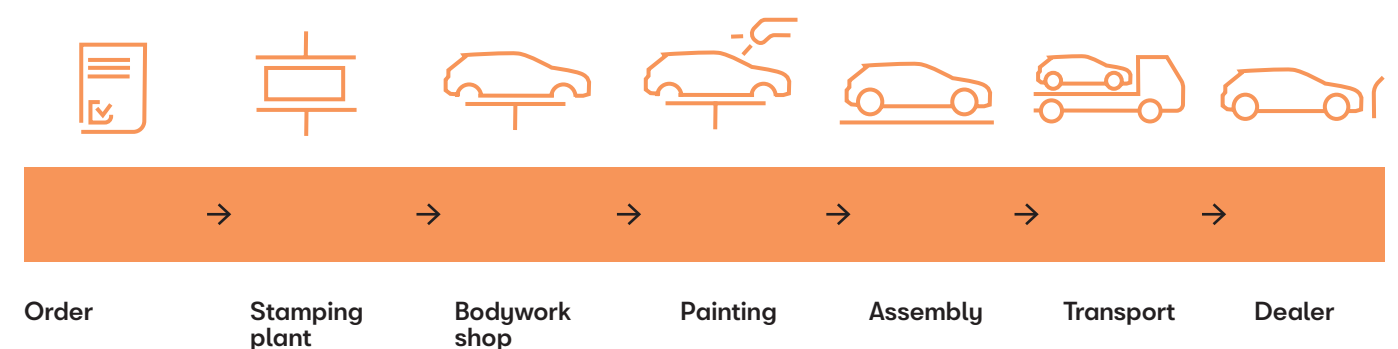 Order
Stamping
plant
Bodywork
shop
Painting
Assembly
Transport
Dealer